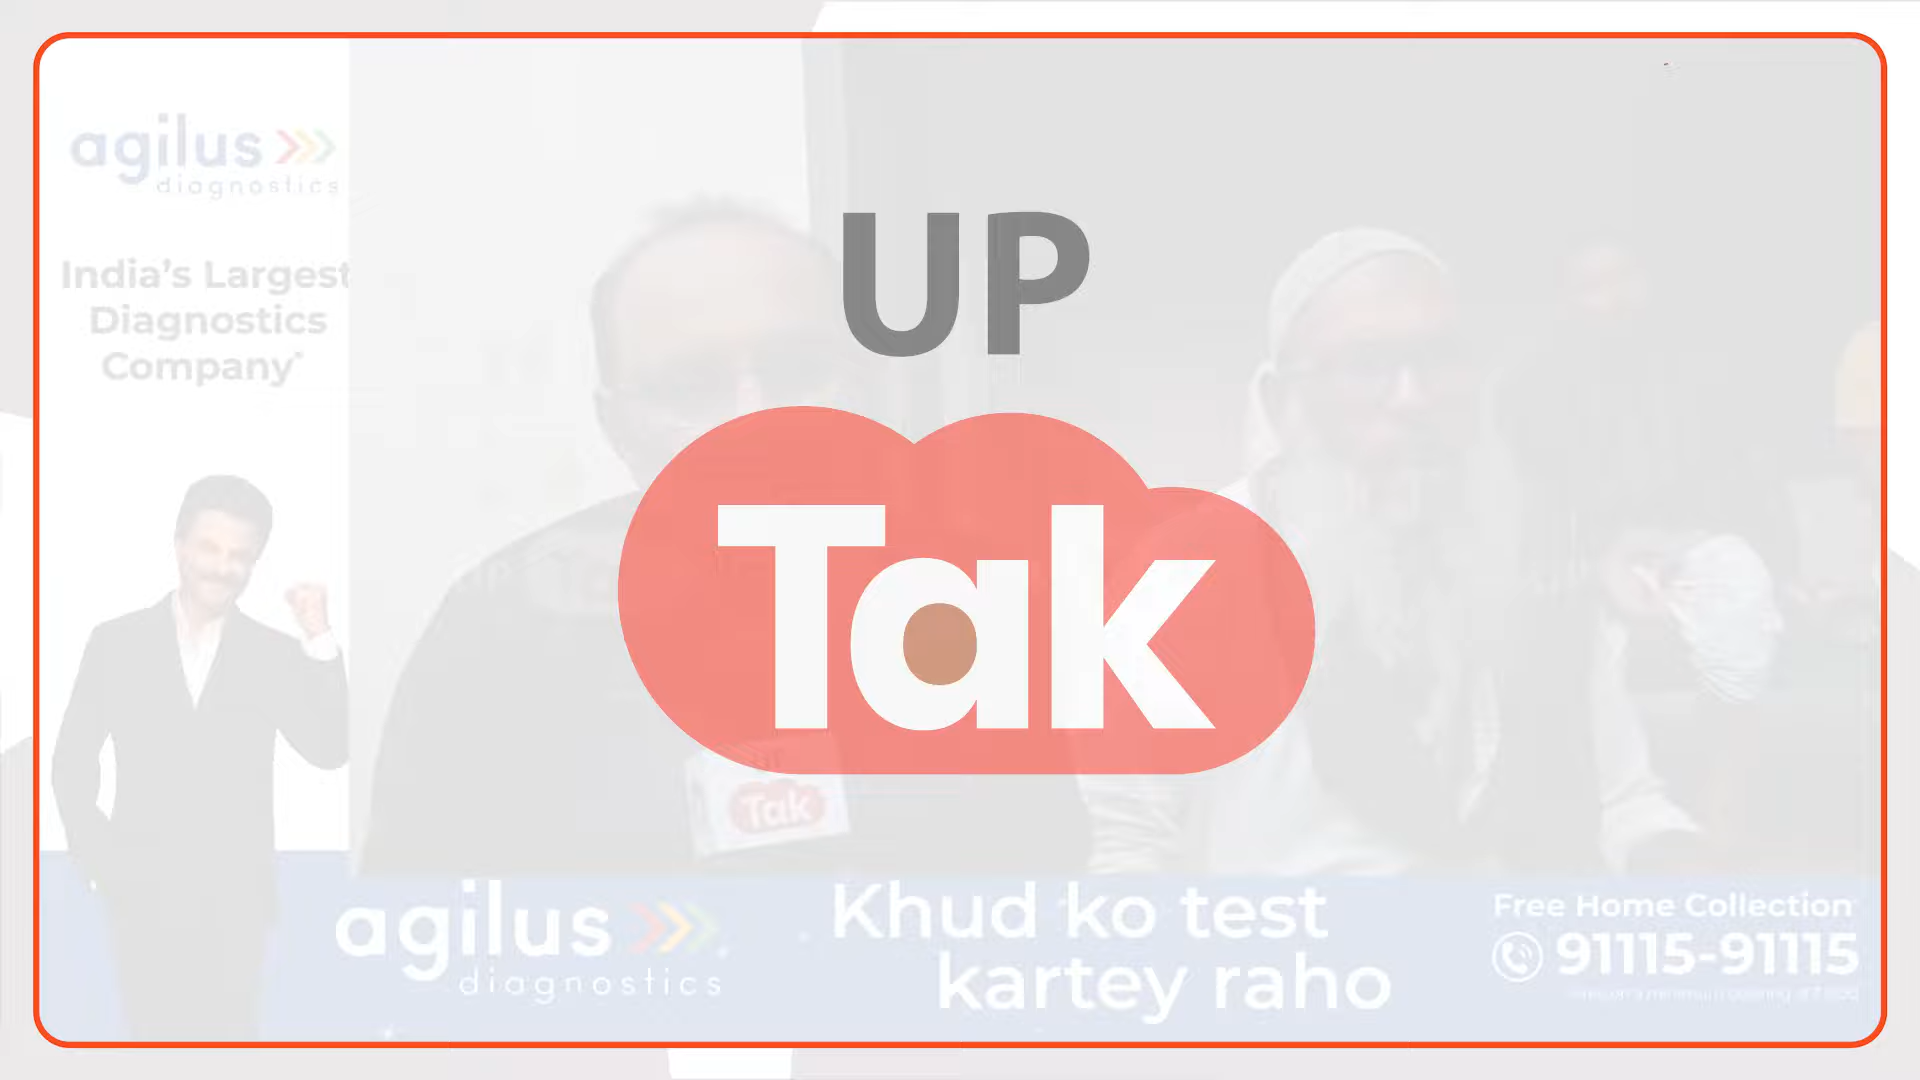 agilus
diagnostics
India's Largest
Diagnostics
Company*
UP
Tak
Tak
agilus
diagnostics
Khud ko test
kartey raho
Free Home Collection
91115-91115